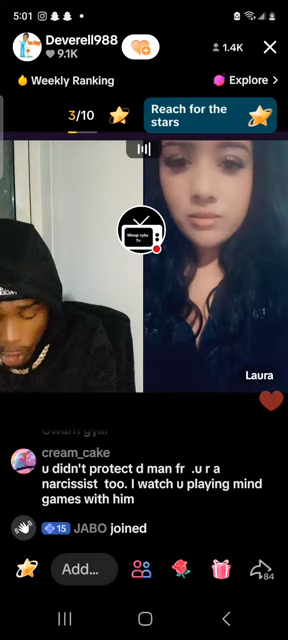 5:01
Deverell988
9.1K
1.4K
Weekly Ranking
Explore >
3/10
Reach for the
stars
Laura
cream_cake
u didn't protect d man fr .u r a
narcissist too. I watch u playing mind
games with him
15 JABO joined
Add...
84